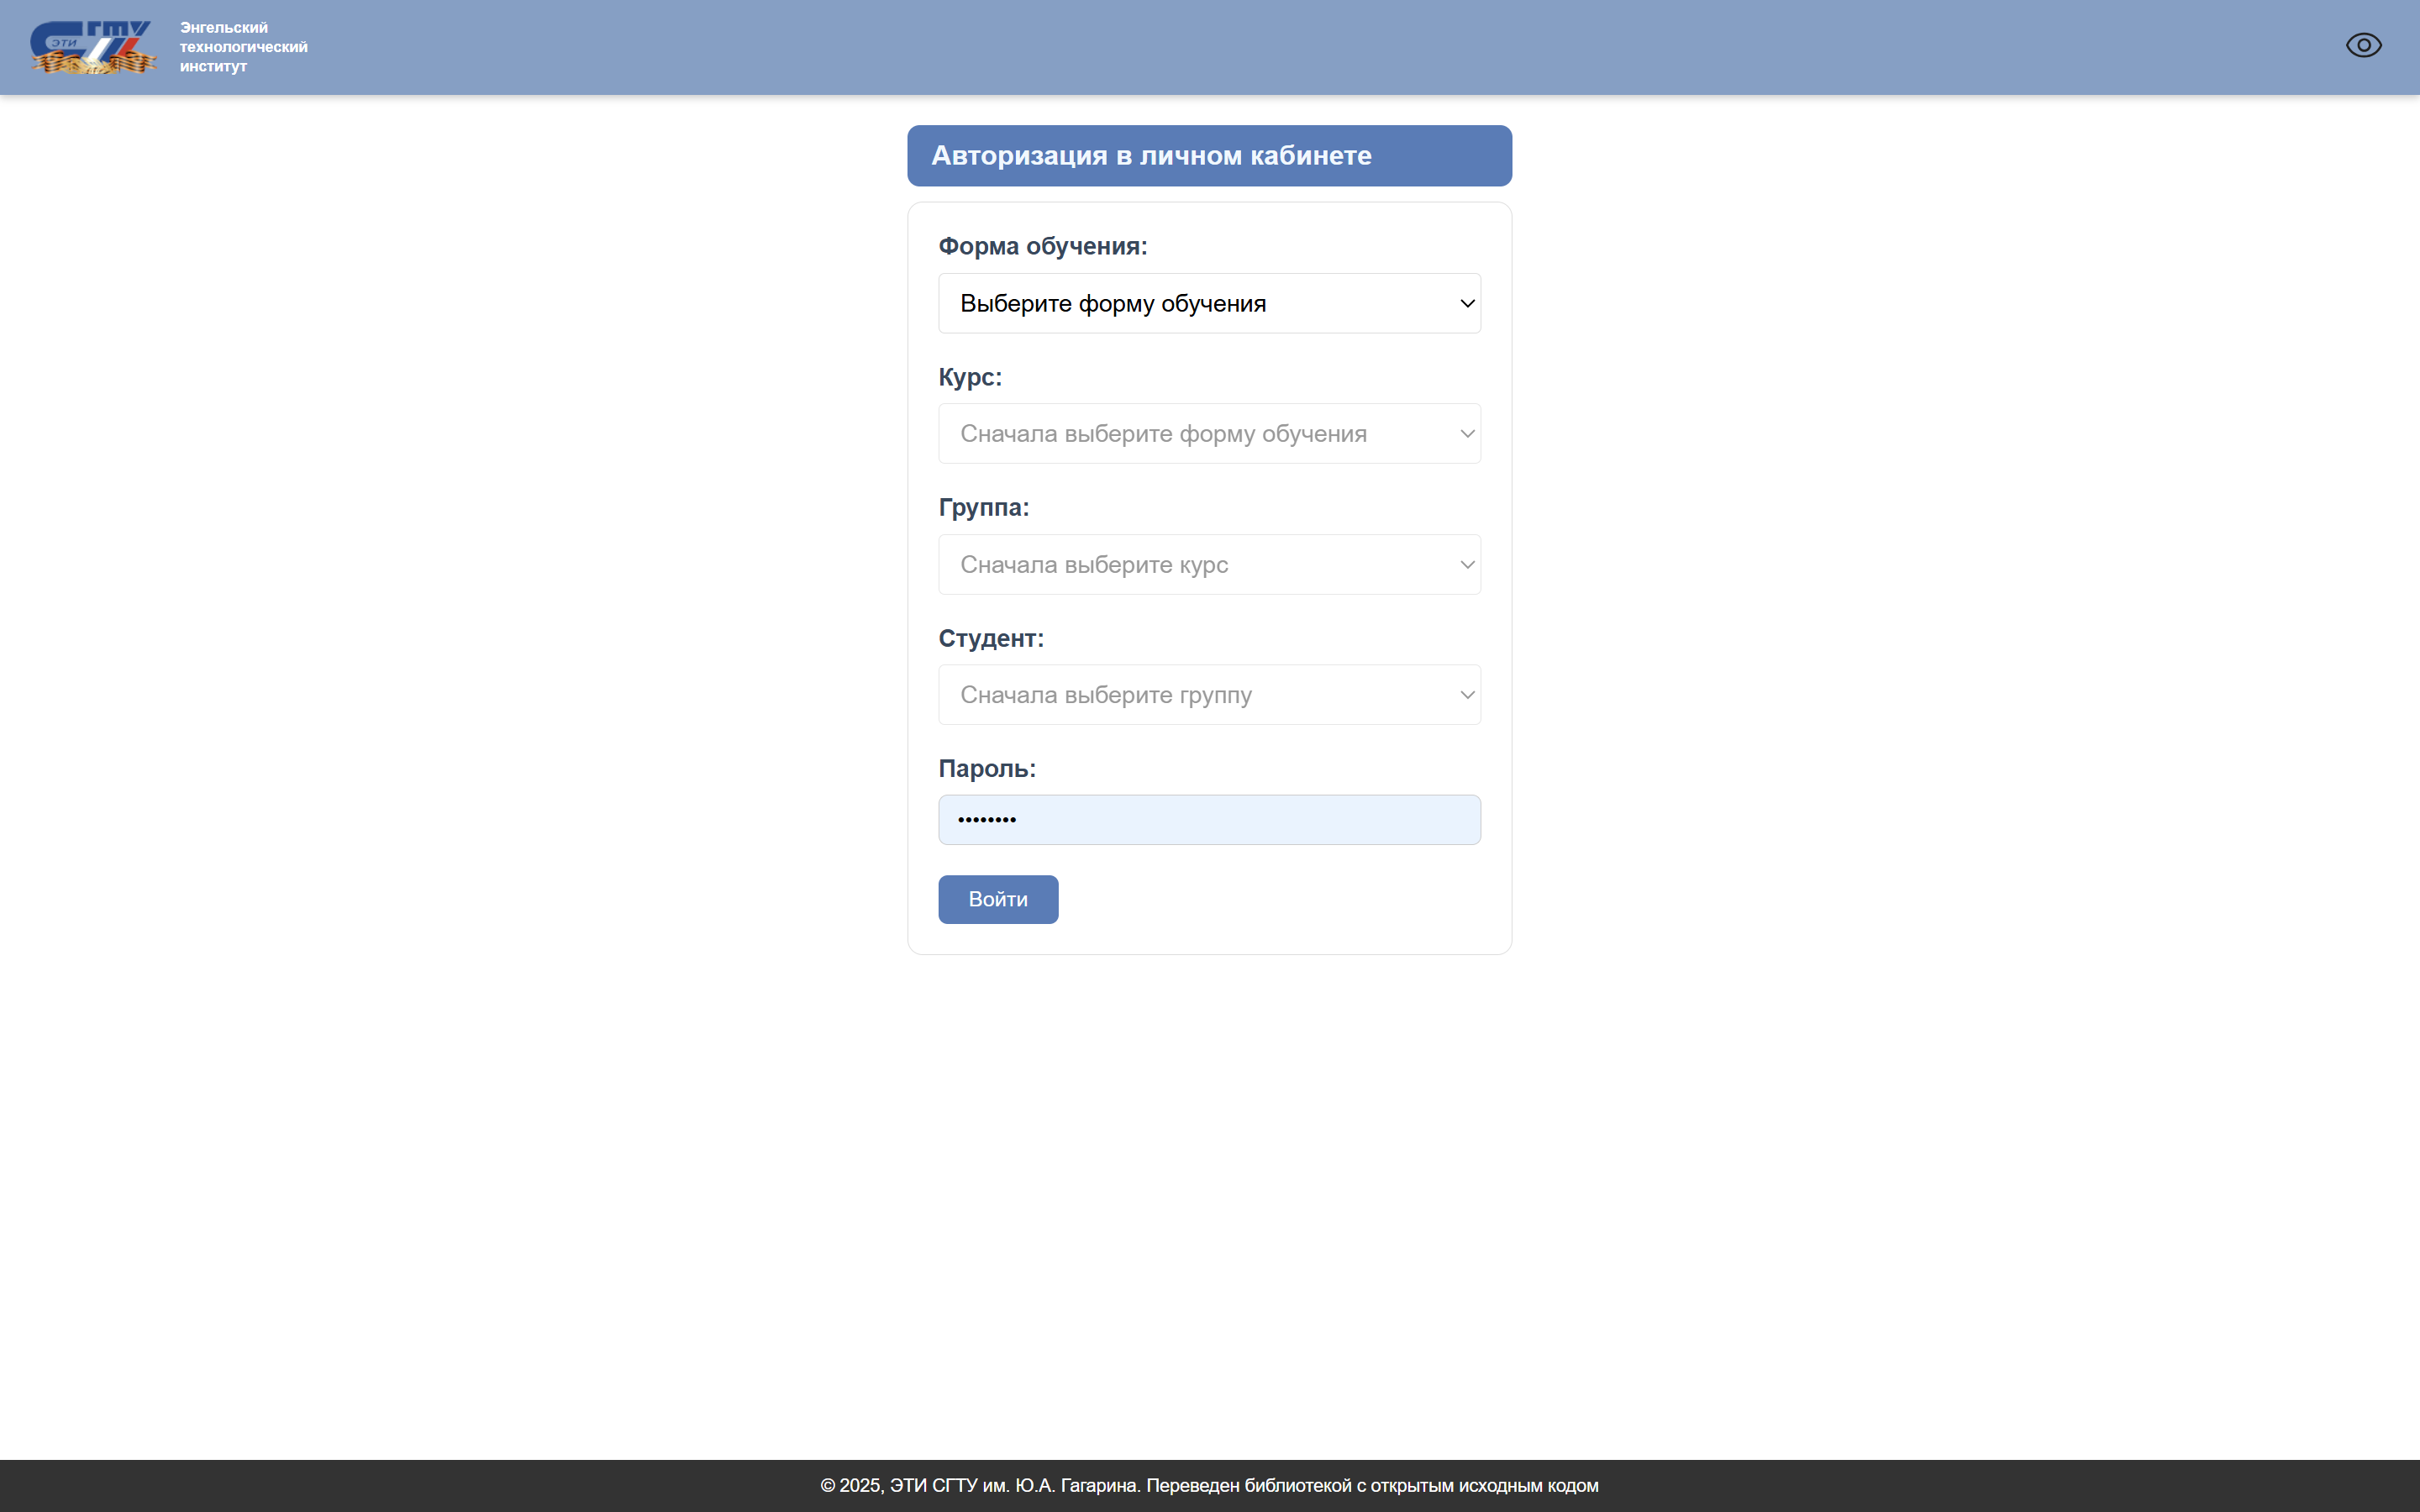 СГТУ
ЭТИ
Энгельский
технологический
институт
Авторизация в личном кабинете
Форма обучения:
Выберите форму обучения
Курс:
Сначала выберите форму обучения
Группа:
Сначала выберите курс
Студент:
Сначала выберите группу
Пароль:
••••••••
Войти
© 2025, ЭТИ СГТУ им. Ю.А. Гагарина. Переведен библиотекой с открытым исходным кодом